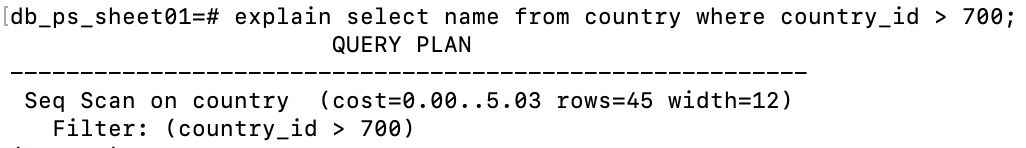 db_ps_sheet01=# explain select name from country where country_id > 700;
QUERY PLAN
---------------------------------------------------------
Seq Scan on country  (cost=0.00..5.03 rows=45 width=12)
Filter: (country_id > 700)